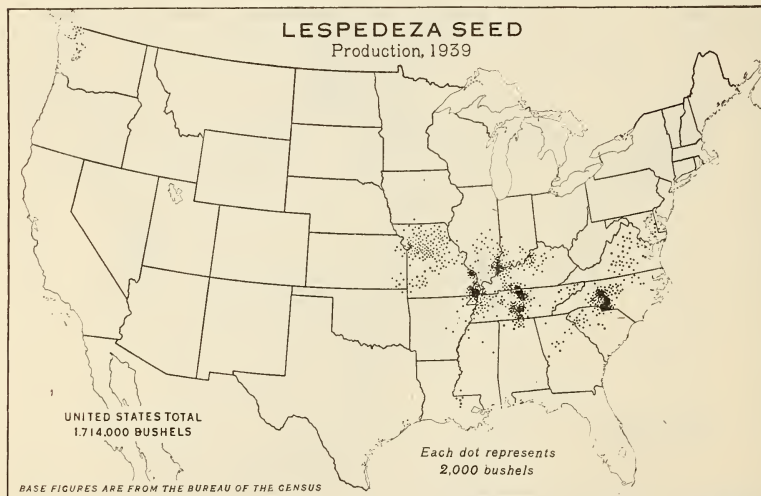 LESPEDEZA SEED
Production, 1939
UNITED STATES TOTAL
1.714.000 BUSHELS
Each dot represents
2,000 bushels
BASE FIGURES ARE FROM THE BUREAU OF THE CENSUS